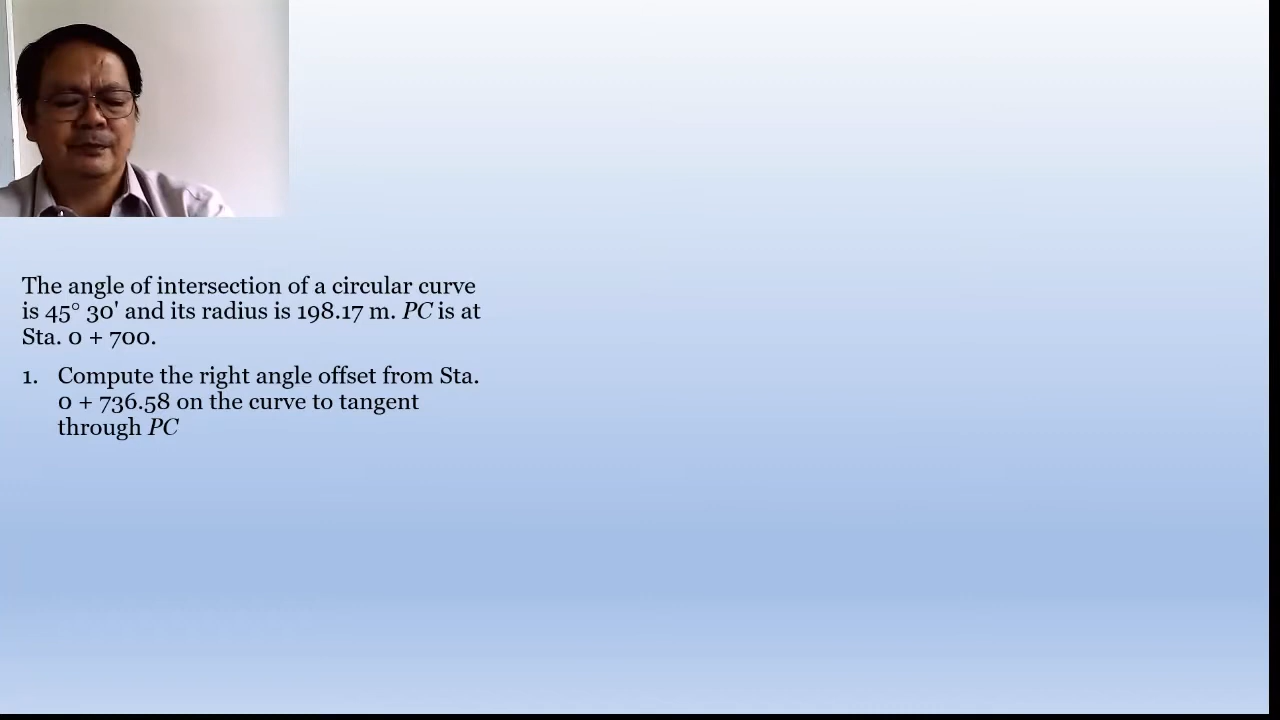 The angle of intersection of a circular curve
is 45° 30' and its radius is 198.17 m. PC is at
Sta. 0 + 700.
1. Compute the right angle offset from Sta.
0 + 736.58 on the curve to tangent
through PC